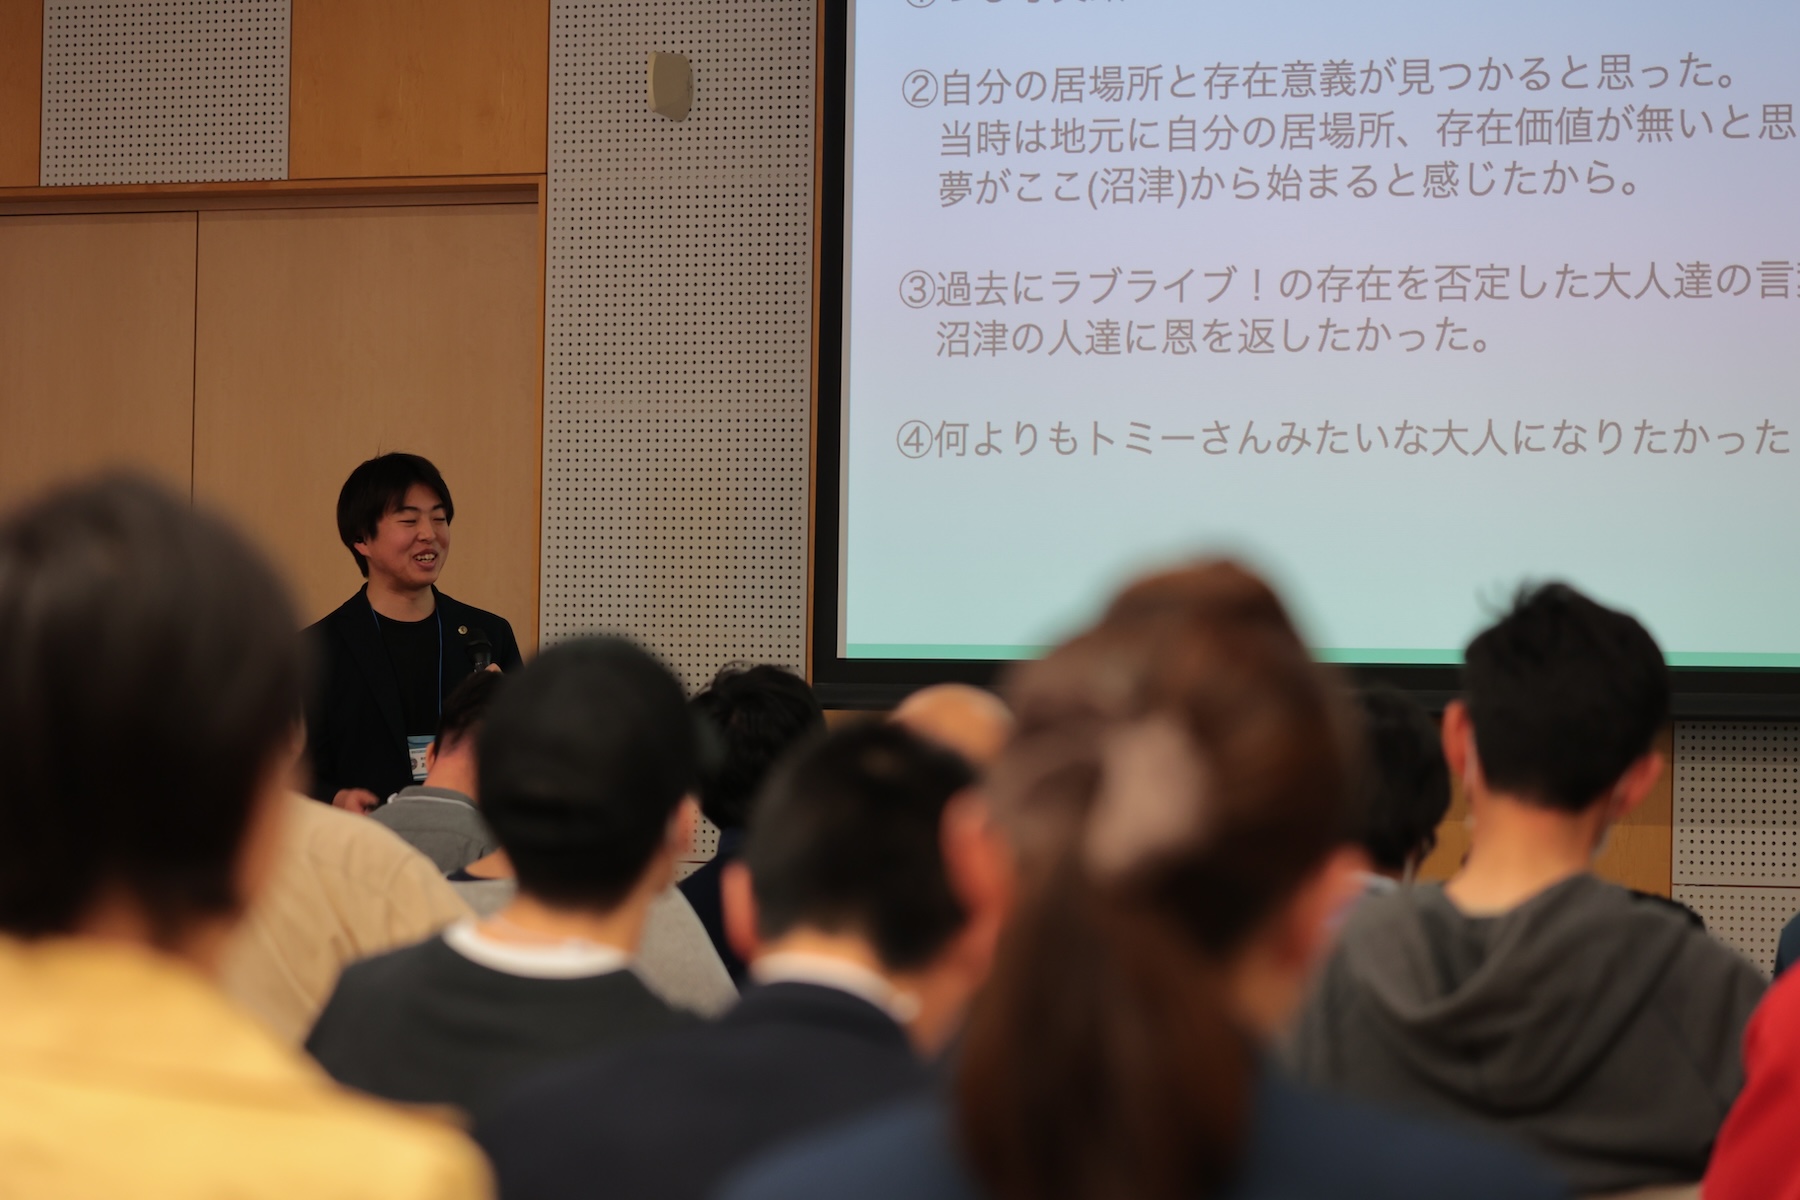 ②自分の居場所と存在意義が見つかると思った。
当時は地元に自分の居場所、存在価値が無いと思
夢がここ(沼津)から始まると感じたから。
③過去にラブライブ！の存在を否定した大人達の言
沼津の人達に恩を返したかった。
④何よりもトミーさんみたいな大人になりたかった